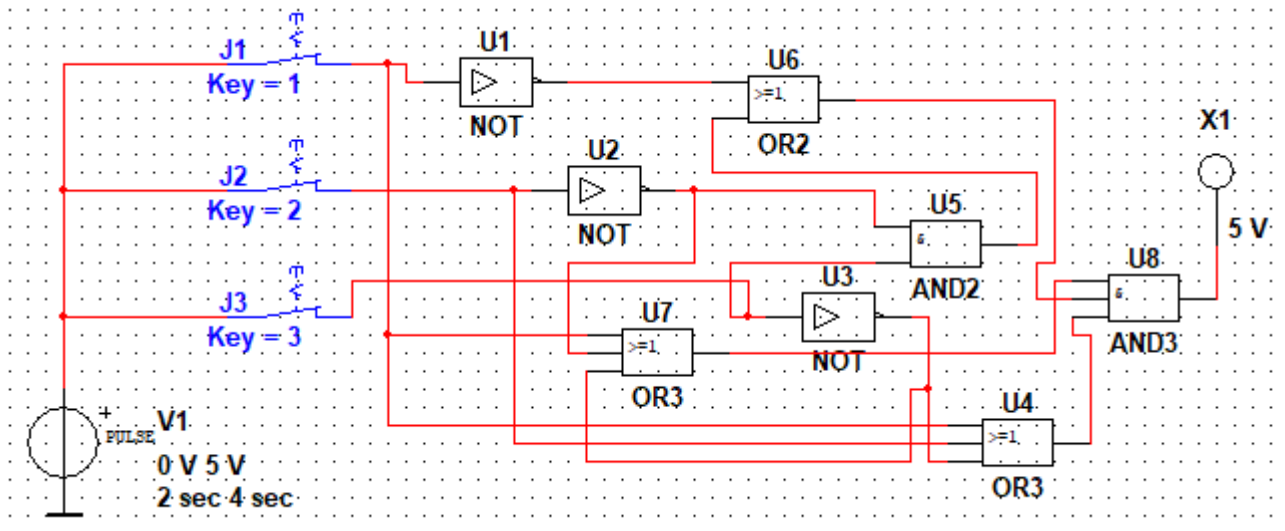 J1
Key = 1
U1
NOT
U6
>=1
OR2
X1
5 V
J2
Key = 2
U2
NOT
U5
&
AND2
J3
Key = 3
U3
NOT
U8
&
AND3
U7
>=1
OR3
U4
>=1
OR3
+
PULSE
V1
0 V 5 V
2 sec 4 sec